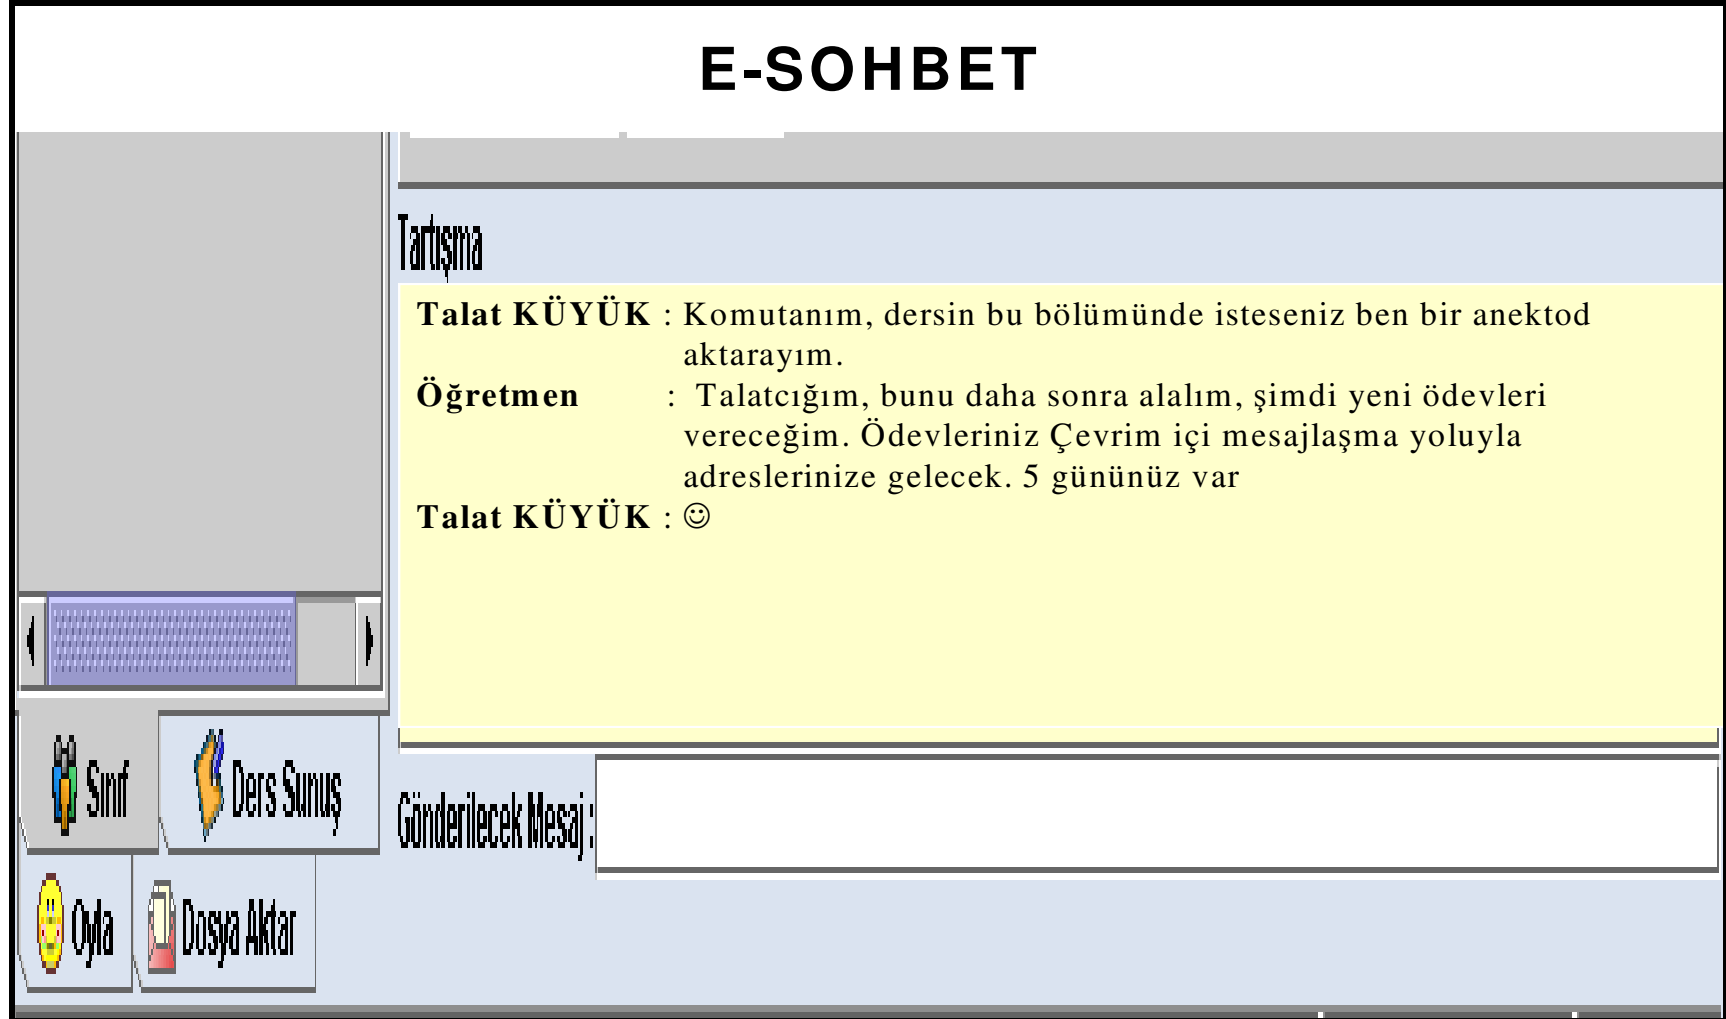 E-SOHBET
Tartışma
Talat KÜYÜK : Komutanım, dersin bu bölümünde isteseniz ben bir anektod
aktarayım.
Öğretmen : Talatcığım, bunu daha sonra alalım, şimdi yeni ödevleri
vereceğim. Ödevleriniz Çevrim içi mesajlaşma yoluyla
adreslerinize gelecek. 5 gününüz var
Talat KÜYÜK : ☺
Sınıf
Ders Sunuş
Gönderilecek Mesaj :
Oyla
Dosya Aktar